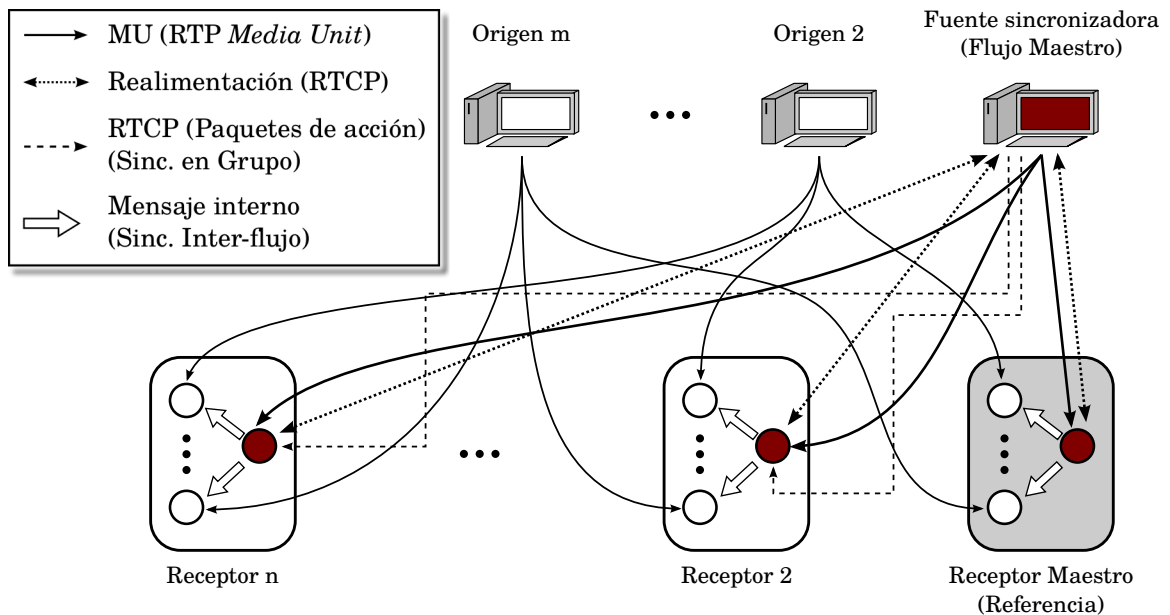 MU (RTP Media Unit)
Realimentación (RTCP)
RTCP (Paquetes de acción)
(Sinc. en Grupo)
Mensaje interno
(Sinc. Inter-flujo)
Origen m
Origen 2
Fuente sincronizadora
(Flujo Maestro)
Receptor n
Receptor 2
Receptor Maestro
(Referencia)